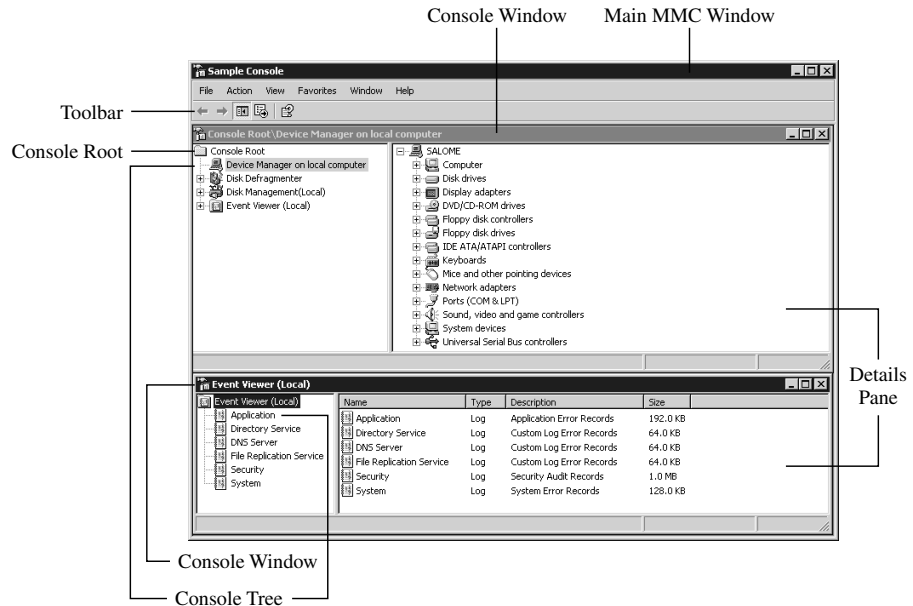 Console Window
Main MMC Window
Sample Console
File Action View Favorites Window Help
Toolbar
Console Root\Device Manager on local computer
Console Root
Console Root
Device Manager on local computer
Disk Defragmenter
Disk Management(Local)
Event Viewer (Local)
SALOME
Computer
Disk drives
Display adapters
DVD/CD-ROM drives
Floppy disk controllers
Floppy disk drives
IDE ATA/ATAPI controllers
Keyboards
Mice and other pointing devices
Network adapters
Ports (COM & LPT)
Sound, video and game controllers
System devices
Universal Serial Bus controllers
Details
Pane
Event Viewer (Local)
Event Viewer (Local)
Application
Directory Service
DNS Server
File Replication Service
Security
System
Name Type Description Size
Application Log Application Error Records 192.0 KB
Directory Service Log Custom Log Error Records 64.0 KB
DNS Server Log Custom Log Error Records 64.0 KB
File Replication Service Log Custom Log Error Records 64.0 KB
Security Log Security Audit Records 1.0 MB
System Log System Error Records 128.0 KB
Console Window
Console Tree